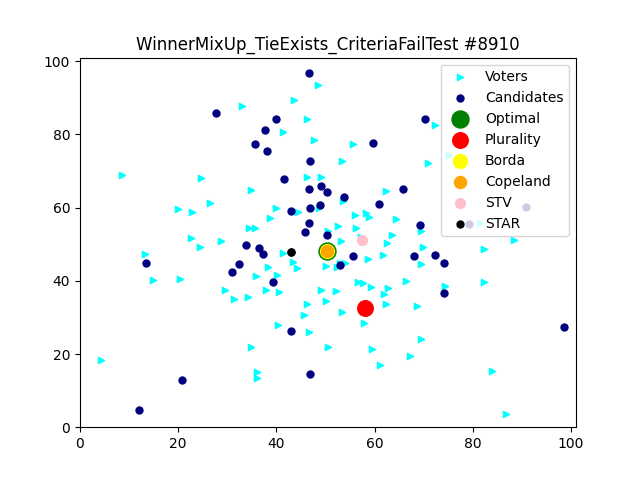 WinnerMixUp_TieExists_CriteriaFailTest #8910
100
80
60
40
20
0
0
20
40
60
80
100
Voters
Candidates
Optimal
Plurality
Borda
Copeland
STV
STAR